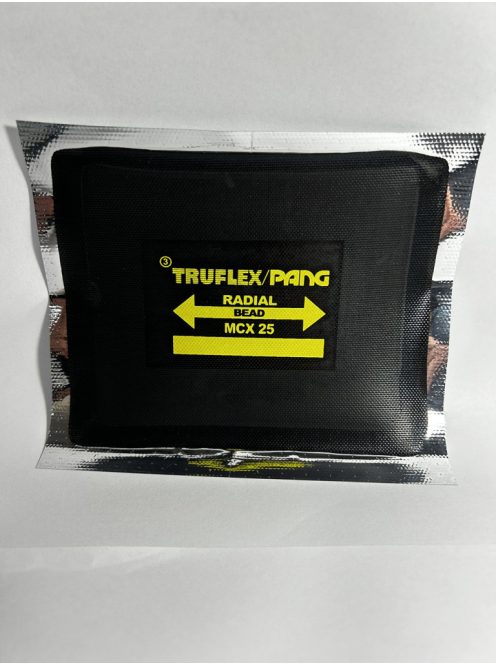 ③
TRUFLEX/PANG
RADIAL
BEAD
MCX 25